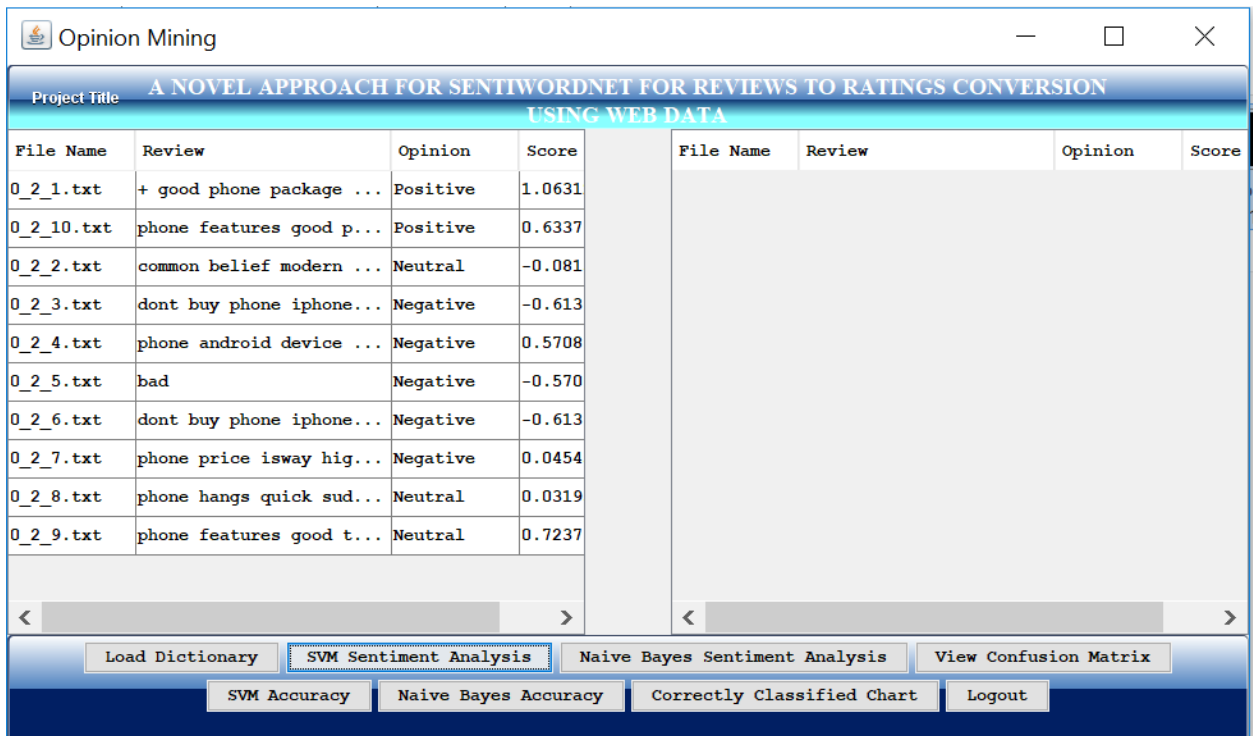 Opinion Mining
Project Title
A NOVEL APPROACH FOR SENTIWORDNET FOR REVIEWS TO RATINGS CONVERSION
USING WEB DATA
File Name Review Opinion Score
0_2_1.txt + good phone package ... Positive 1.0631
0_2_10.txt phone features good p... Positive 0.6337
0_2_2.txt common belief modern ... Neutral -0.081
0_2_3.txt dont buy phone iphone... Negative -0.613
0_2_4.txt phone android device ... Negative 0.5708
0_2_5.txt bad Negative -0.570
0_2_6.txt dont buy phone iphone... Negative -0.613
0_2_7.txt phone price isway hig... Negative 0.0454
0_2_8.txt phone hangs quick sud... Neutral 0.0319
0_2_9.txt phone features good t... Neutral 0.7237
File Name Review Opinion Score
Load Dictionary SVM Sentiment Analysis Naive Bayes Sentiment Analysis View Confusion Matrix
SVM Accuracy Naive Bayes Accuracy Correctly Classified Chart Logout